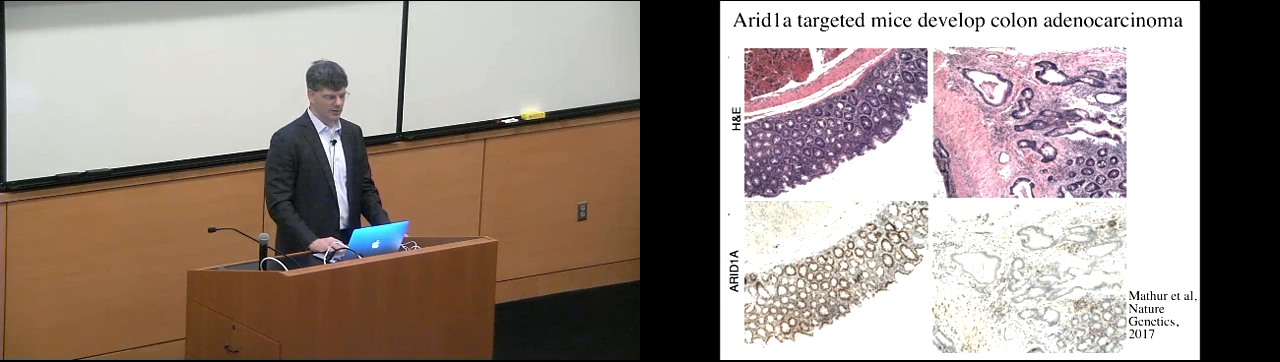 Arid1a targeted mice develop colon adenocarcinoma
H&E
ARID1A
Mathur et al,
Nature
Genetics,
2017